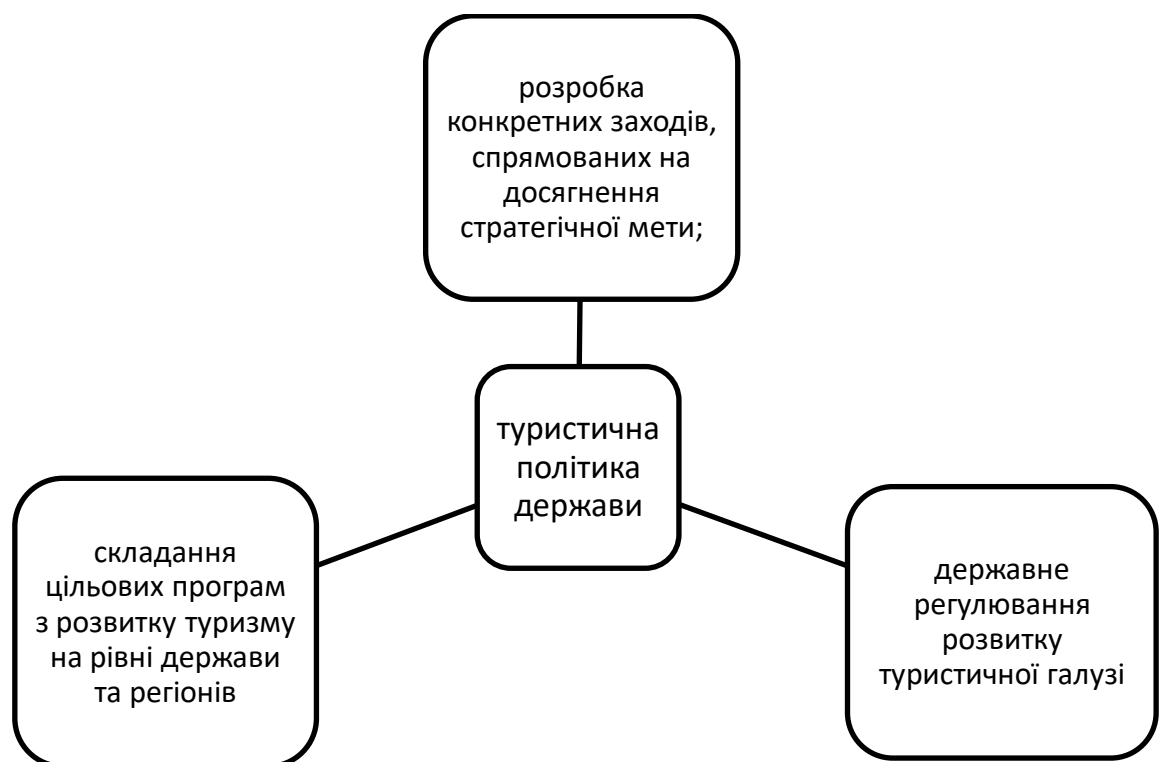 розробка
конкретних заходів,
спрямованих на
досягнення
стратегічної мети;
туристична
політика
держави
складання
цільових програм
з розвитку туризму
на рівні держави
та регіонів
державне
регулювання
розвитку
туристичної галузі